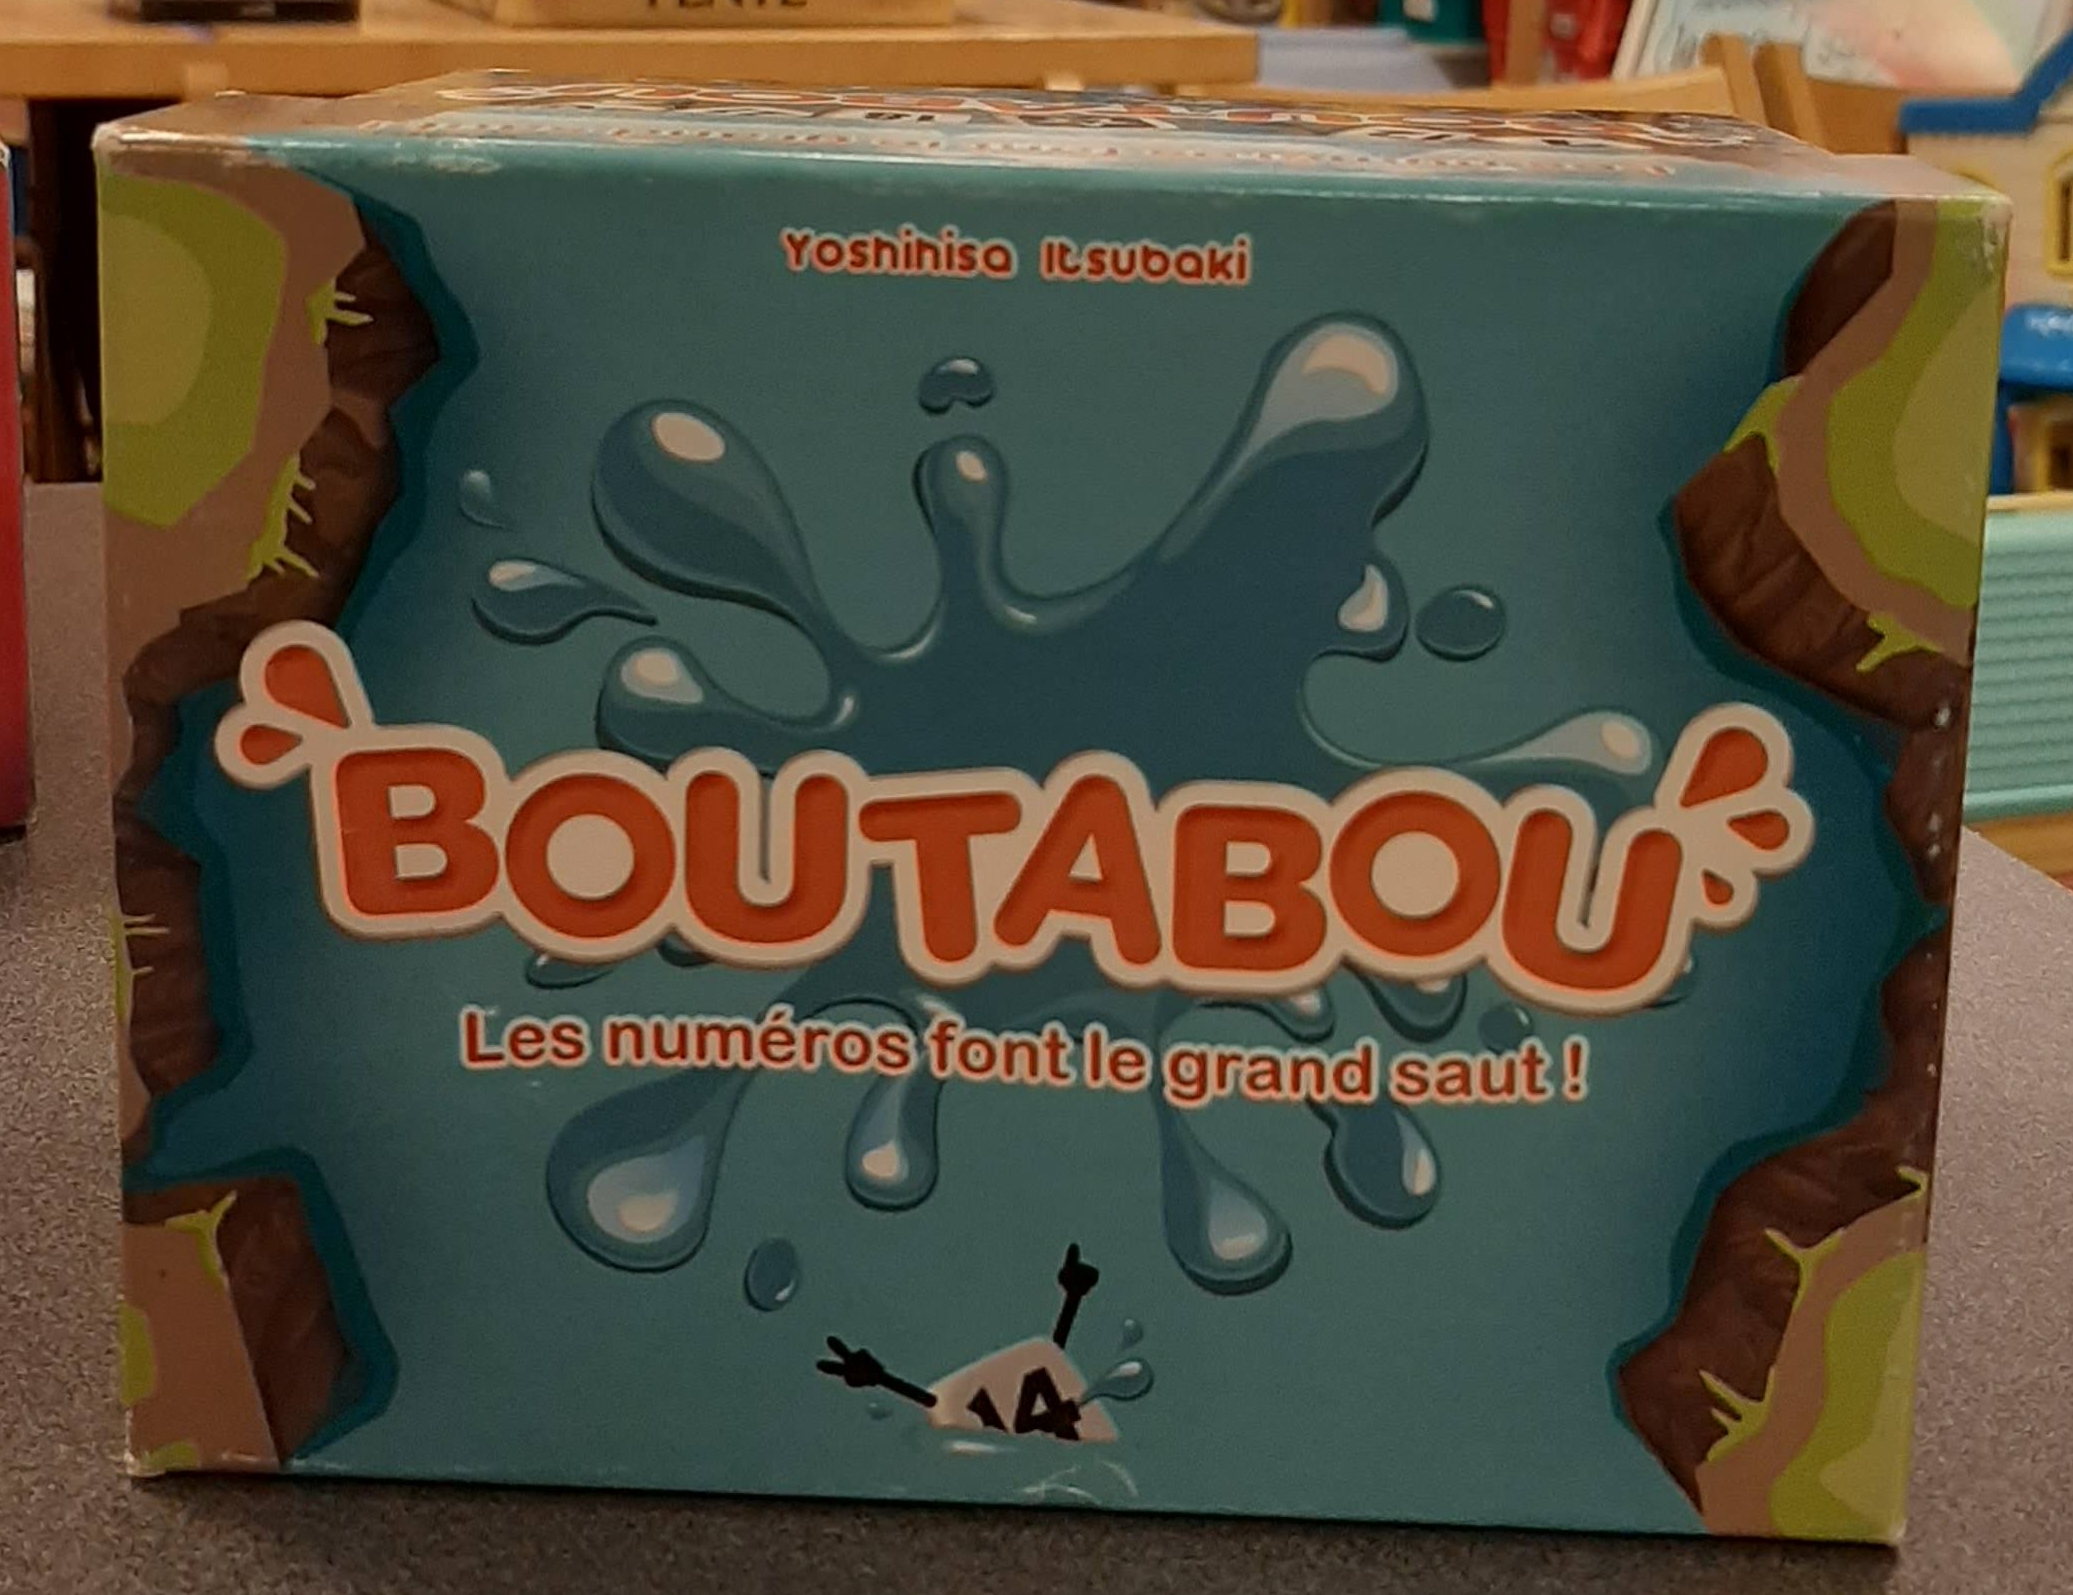 Yoshihisa Itsubaki
BOUTABOU
Les numéros font le grand saut !
14